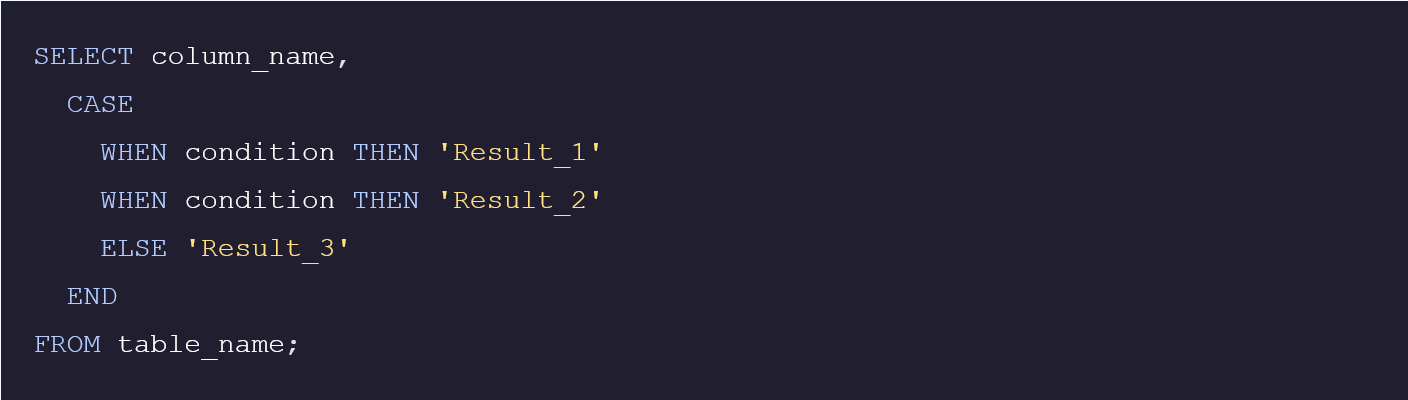 SELECT column_name,
  CASE
    WHEN condition THEN 'Result_1'
    WHEN condition THEN 'Result_2'
    ELSE 'Result_3'
  END
FROM table_name;